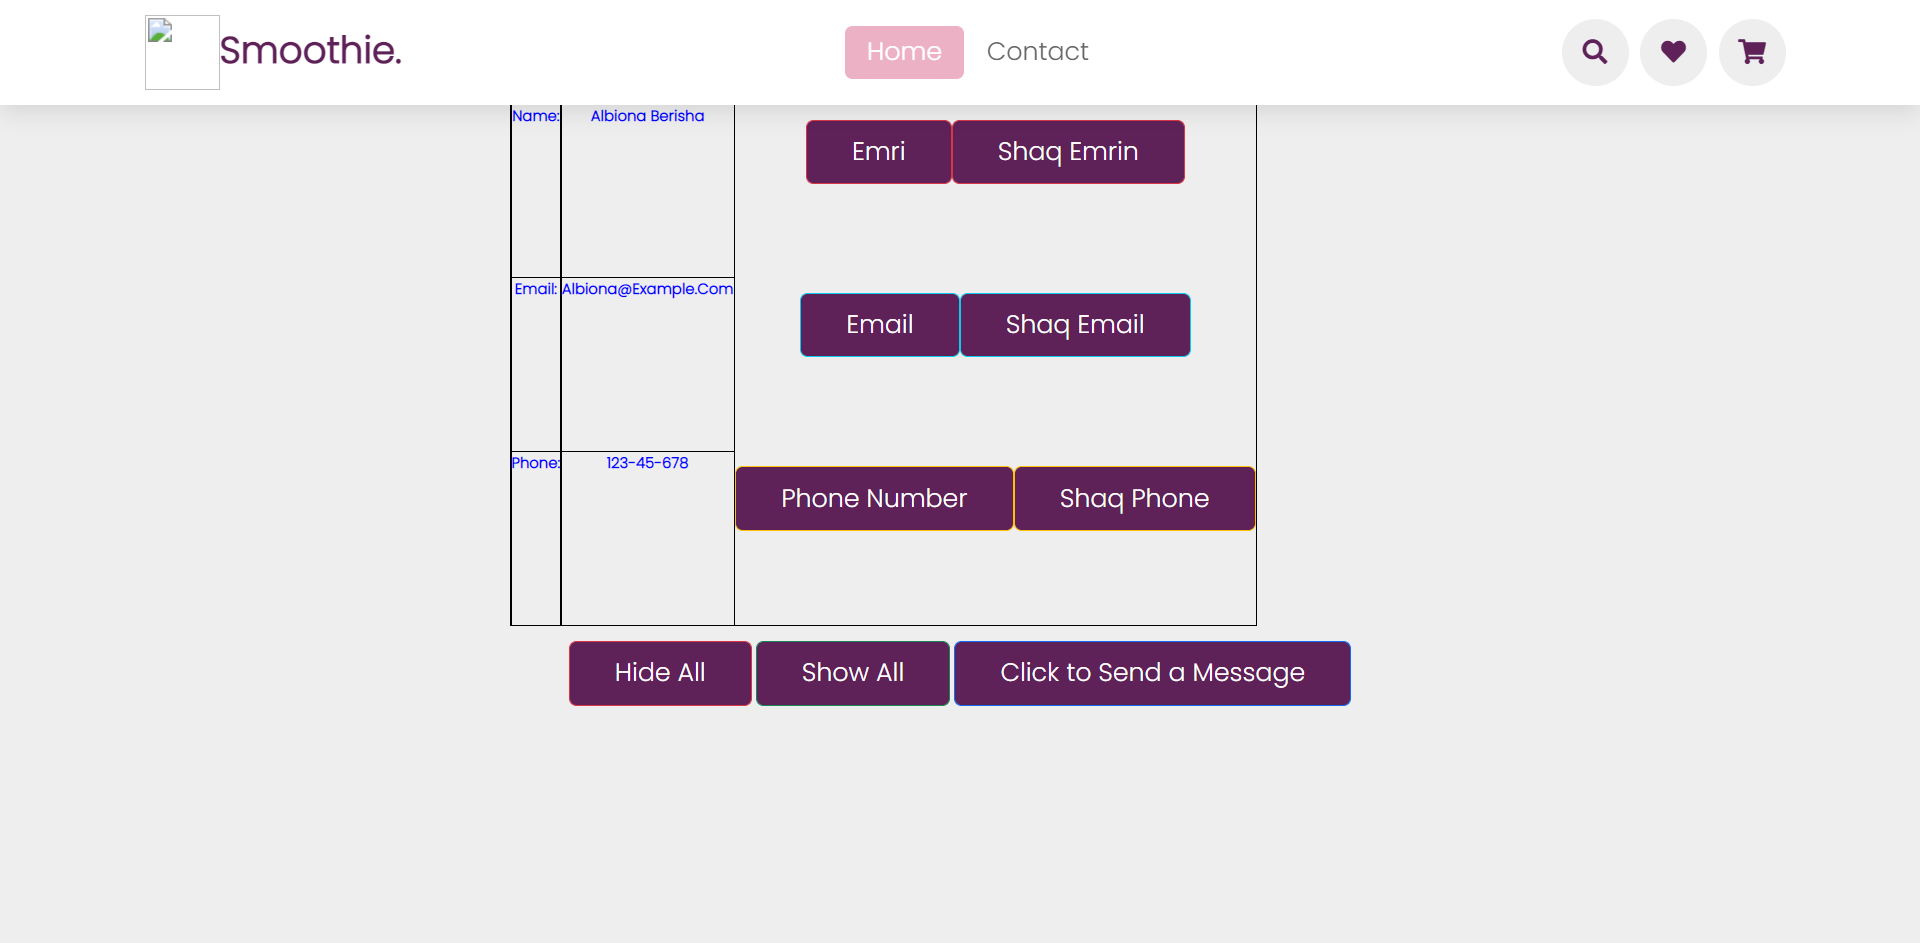 Smoothie.
Home Contact
Name: Albiona Berisha
Emri Shaq Emrin
Email: Albiona@Example.Com
Email Shaq Email
Phone: 123-45-678
Phone Number Shaq Phone
Hide All Show All Click to Send a Message